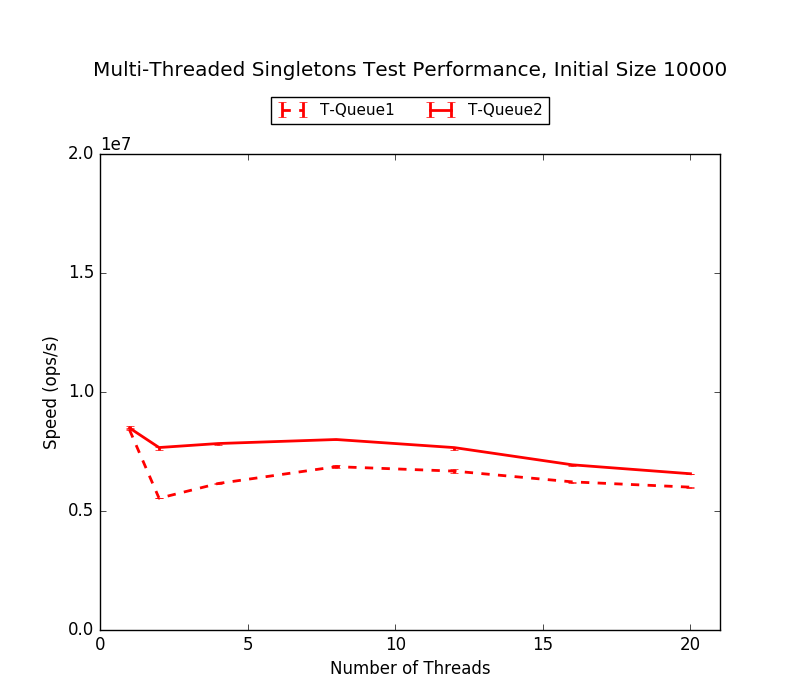 Multi-Threaded Singletons Test Performance, Initial Size 10000
T-Queue1 T-Queue2
1e7
2.0
1.5
1.0
0.5
0.0
Speed (ops/s)
0 5 10 15 20
Number of Threads